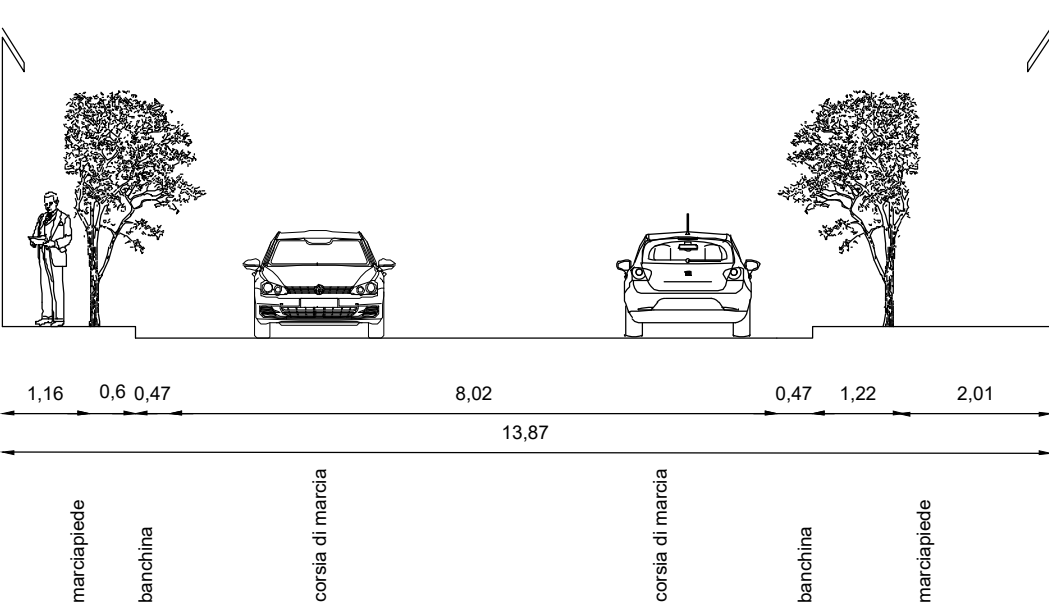 1,16
0,6
0,47
8,02
0,47
1,22
2,01
13,87
marciapiede
banchina
corsia di marcia
corsia di marcia
banchina
marciapiede